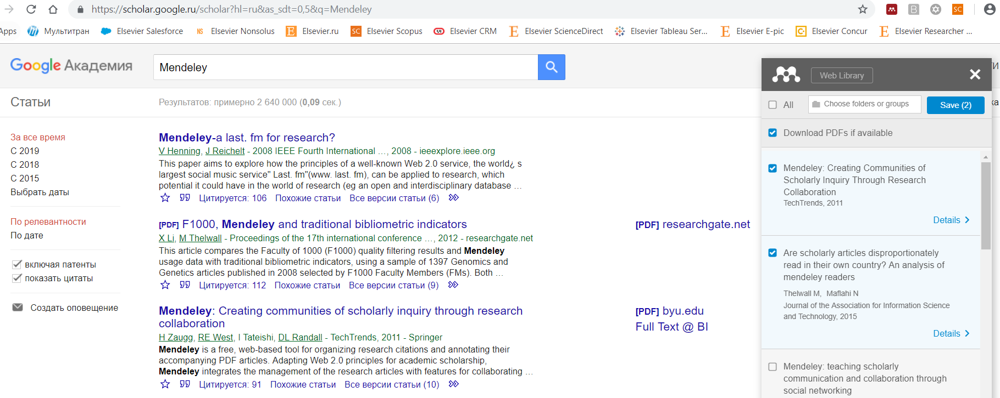 https://scholar.google.ru/scholar?hl=ru&as_sdt=0,5&q=Mendeley
B SC
Apps Мультитран Elsevier Salesforce NS Elsevier Nonsolus E Elsevier.ru SC Elsevier Scopus UI Elsevier CRM E Elsevier ScienceDirect Elsevier Tableau Ser... E Elsevier E-pic C Elsevier Concur E Elsevier Researcher ...
Google Академия
Mendeley
Web Library
Статьи
Результатов: примерно 2 640 000 (0,09 сек.)
За все время
С 2019
С 2018
С 2015
Выбрать даты
По релевантности
По дате
включая патенты
показать цитаты
Создать оповещение
Mendeley-a last. fm for research?
V Henning, J Reichelt - 2008 IEEE Fourth International …, 2008 - ieeexplore.ieee.org
This paper aims to explore how the principles of a well-known Web 2.0 service, the world¿ s
largest social music service" Last. fm"(www. last. fm), can be applied to research, which
potential it could have in the world of research (eg an open and interdisciplinary database …
Цитируется: 106 Похожие статьи Все версии статьи (6)
[PDF] F1000, Mendeley and traditional bibliometric indicators
[PDF] researchgate.net
X Li, M Thelwall - Proceedings of the 17th international conference …, 2012 - researchgate.net
This article compares the Faculty of 1000 (F1000) quality filtering results and Mendeley
usage data with traditional bibliometric indicators, using a sample of 1397 Genomics and
Genetics articles published in 2008 selected by F1000 Faculty Members (FMs). Both …
Цитируется: 112 Похожие статьи Все версии статьи (9)
Mendeley: Creating communities of scholarly inquiry through research
collaboration
[PDF] byu.edu
Full Text @ BI
H Zaugg, RE West, I Tateishi, DL Randall - TechTrends, 2011 - Springer
Mendeley is a free, web-based tool for organizing research citations and annotating their
accompanying PDF articles. Adapting Web 2.0 principles for academic scholarship,
Mendeley integrates the management of the research articles with features for collaborating …
Цитируется: 91 Похожие статьи Все версии статьи (10)
All
Choose folders or groups
Save (2)
Download PDFs if available
Mendeley: Creating Communities of
Scholarly Inquiry Through Research
Collaboration
TechTrends, 2011
Details
Are scholarly articles disproportionately
read in their own country? An analysis of
mendeley readers
Thelwall M, Maflahi N
Journal of the Association for Information Science
and Technology, 2015
Details
Mendeley: teaching scholarly
communication and collaboration through
social networking